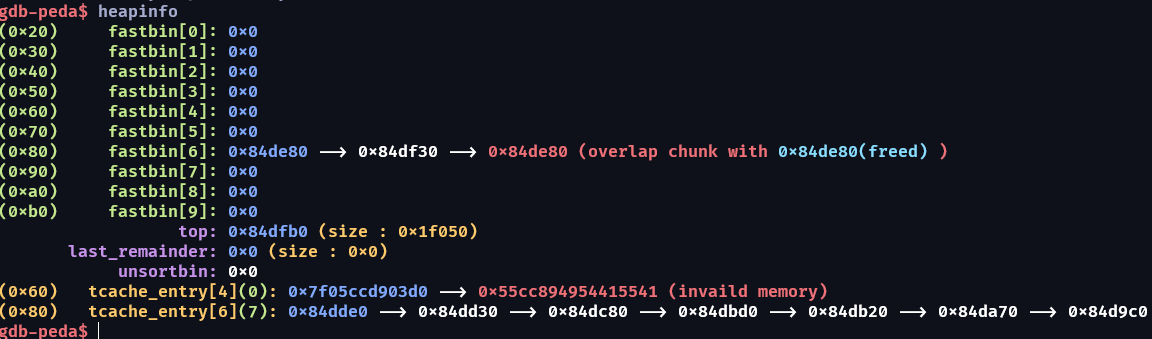 gdb-peda$ heapinfo
(0x20)     fastbin[0]: 0x0
(0x30)     fastbin[1]: 0x0
(0x40)     fastbin[2]: 0x0
(0x50)     fastbin[3]: 0x0
(0x60)     fastbin[4]: 0x0
(0x70)     fastbin[5]: 0x0
(0x80)     fastbin[6]: 0x84de80 --> 0x84df30 --> 0x84de80 (overlap chunk with 0x84de80(freed) )
(0x90)     fastbin[7]: 0x0
(0xa0)     fastbin[8]: 0x0
(0xb0)     fastbin[9]: 0x0
                  top: 0x84dfb0 (size : 0x1f050)
       last_remainder: 0x0 (size : 0x0)
            unsortbin: 0x0
(0x60)   tcache_entry[4](0): 0x7f05ccd903d0 --> 0x55cc894954415541 (invaild memory)
(0x80)   tcache_entry[6](7): 0x84dde0 --> 0x84dd30 --> 0x84dc80 --> 0x84dbd0 --> 0x84db20 --> 0x84da70 --> 0x84d9c0
gdb-peda$